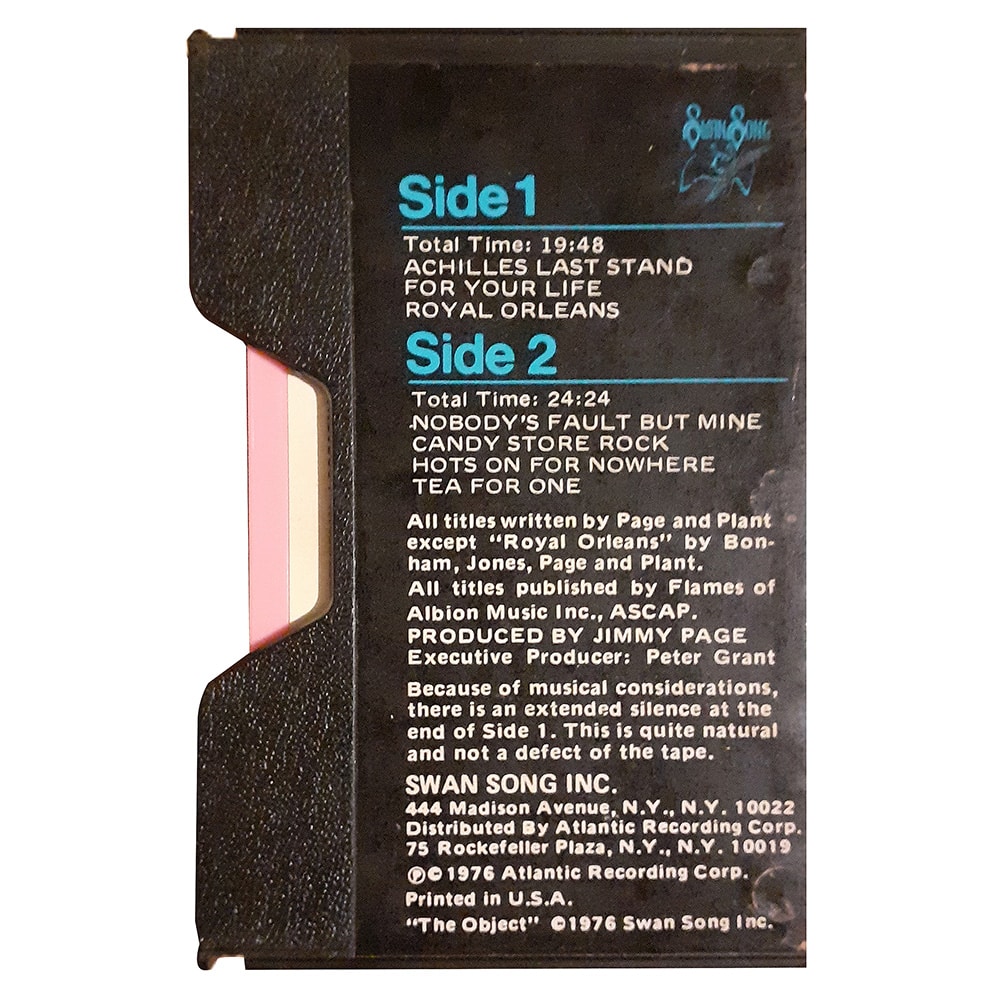 Swan Song
Side 1
Total Time: 19:48
ACHILLES LAST STAND
FOR YOUR LIFE
ROYAL ORLEANS
Side 2
Total Time: 24:24
NOBODY'S FAULT BUT MINE
CANDY STORE ROCK
HOTS ON FOR NOWHERE
TEA FOR ONE
All titles written by Page and Plant
except "Royal Orleans" by Bon-
ham, Jones, Page and Plant.
All titles published by Flames of
Albion Music Inc., ASCAP.
PRODUCED BY JIMMY PAGE
Executive Producer: Peter Grant
Because of musical considerations,
there is an extended silence at the
end of Side 1. This is quite natural
and not a defect of the tape.
SWAN SONG INC.
444 Madison Avenue, N.Y., N.Y. 10022
Distributed By Atlantic Recording Corp.
75 Rockefeller Plaza, N.Y., N.Y. 10019
℗©1976 Atlantic Recording Corp.
Printed in U.S.A.
"The Object" ©1976 Swan Song Inc.